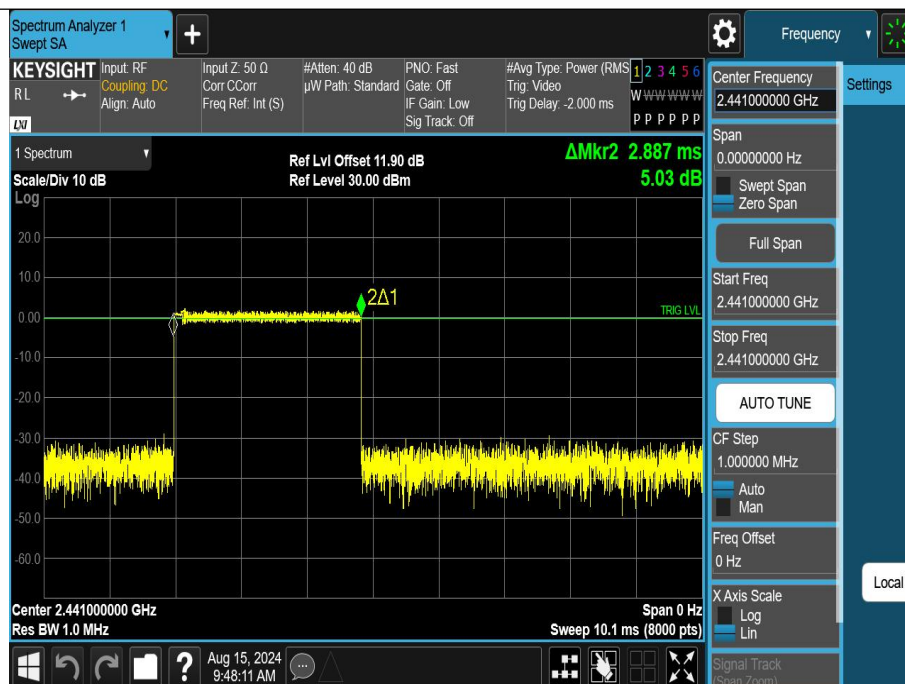 Spectrum Analyzer 1
Swept SA
+
Frequency
KEYSIGHT
RL
LXI
Input: RF
Coupling: DC
Align: Auto
Input Z: 50 Ω
Corr CCorr
Freq Ref: Int (S)
#Atten: 40 dB
µW Path: Standard
PNO: Fast
Gate: Off
IF Gain: Low
Sig Track: Off
#Avg Type: Power (RMS
Trig: Video
Trig Delay: -2.000 ms
1 2 3 4 5 6
W W W W W W
P P P P P P
Center Frequency
2.441000000 GHz
Settings
Span
0.00000000 Hz
Swept Span
Zero Span
Full Span
Start Freq
2.441000000 GHz
Stop Freq
2.441000000 GHz
AUTO TUNE
CF Step
1.000000 MHz
Auto
Man
Freq Offset
0 Hz
X Axis Scale
Log
Lin
Signal Track
(Span Zoom)
Local
1 Spectrum
Scale/Div 10 dB
Log
Ref Lvl Offset 11.90 dB
Ref Level 30.00 dBm
ΔMkr2 2.887 ms
5.03 dB
20.0
10.0
0.00
-10.0
-20.0
-30.0
-40.0
-50.0
-60.0
2Δ1
TRIG LVL
Center 2.441000000 GHz
Res BW 1.0 MHz
Span 0 Hz
Sweep 10.1 ms (8000 pts)
?
Aug 15, 2024
9:48:11 AM